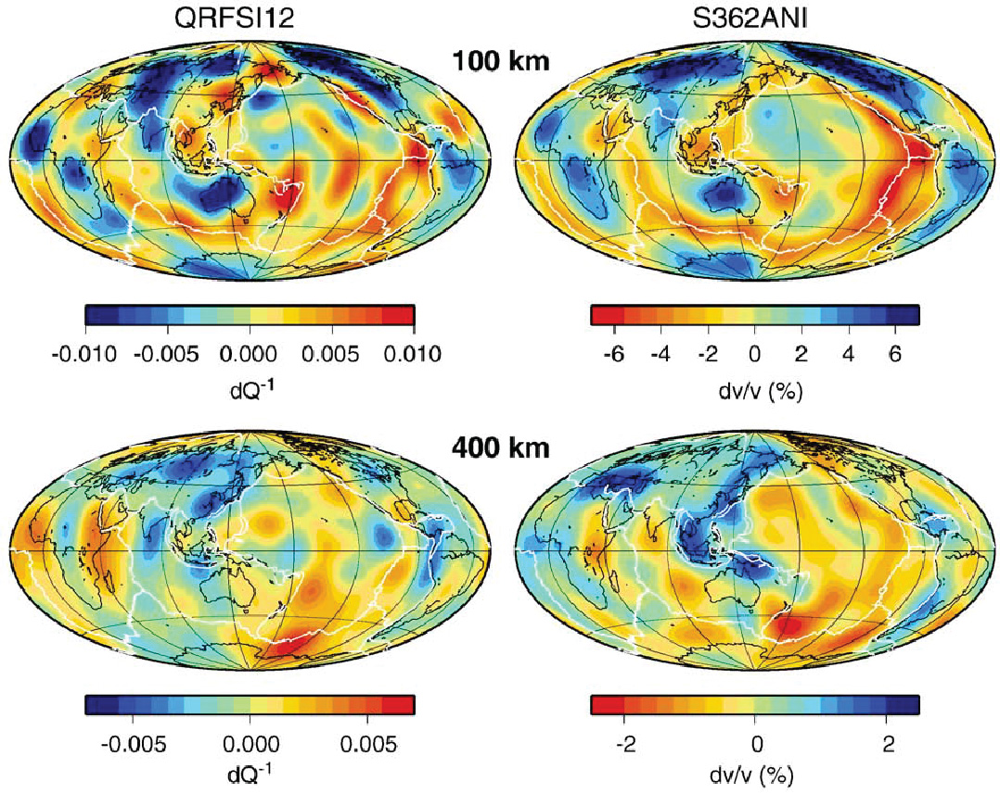 QRFSI12
S362ANI
100 km
-0.010 -0.005 0.000 0.005 0.010
dQ-1
-6 -4 -2 0 2 4 6
dv/v (%)
400 km
-0.005 0.000 0.005
dQ-1
-2 0 2
dv/v (%)